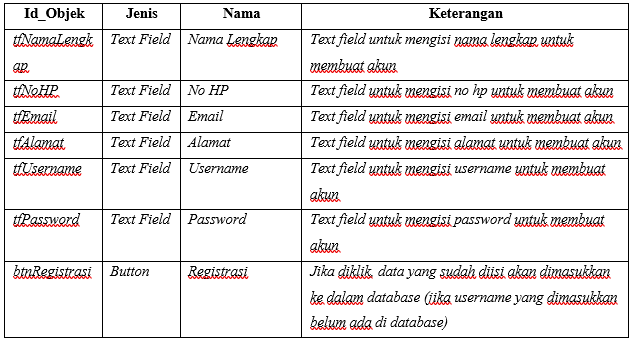 Id_Objek Jenis Nama Keterangan
tfNamaLengk Text Field Nama Lengkap Text field untuk mengisi nama lengkap untuk
ap membuat akun
tfNoHP Text Field No HP Text field untuk mengisi no hp untuk membuat akun
tfEmail Text Field Email Text field untuk mengisi email untuk membuat akun
tfAlamat Text Field Alamat Text field untuk mengisi alamat untuk membuat akun
tfUsername Text Field Username Text field untuk mengisi username untuk membuat
akun
tfPassword Text Field Password Text field untuk mengisi password untuk membuat
akun
btnRegistrasi Button Registrasi Jika diklik, data yang sudah diisi akan dimasukkan
ke dalam database (jika username yang dimasukkan
belum ada di database)